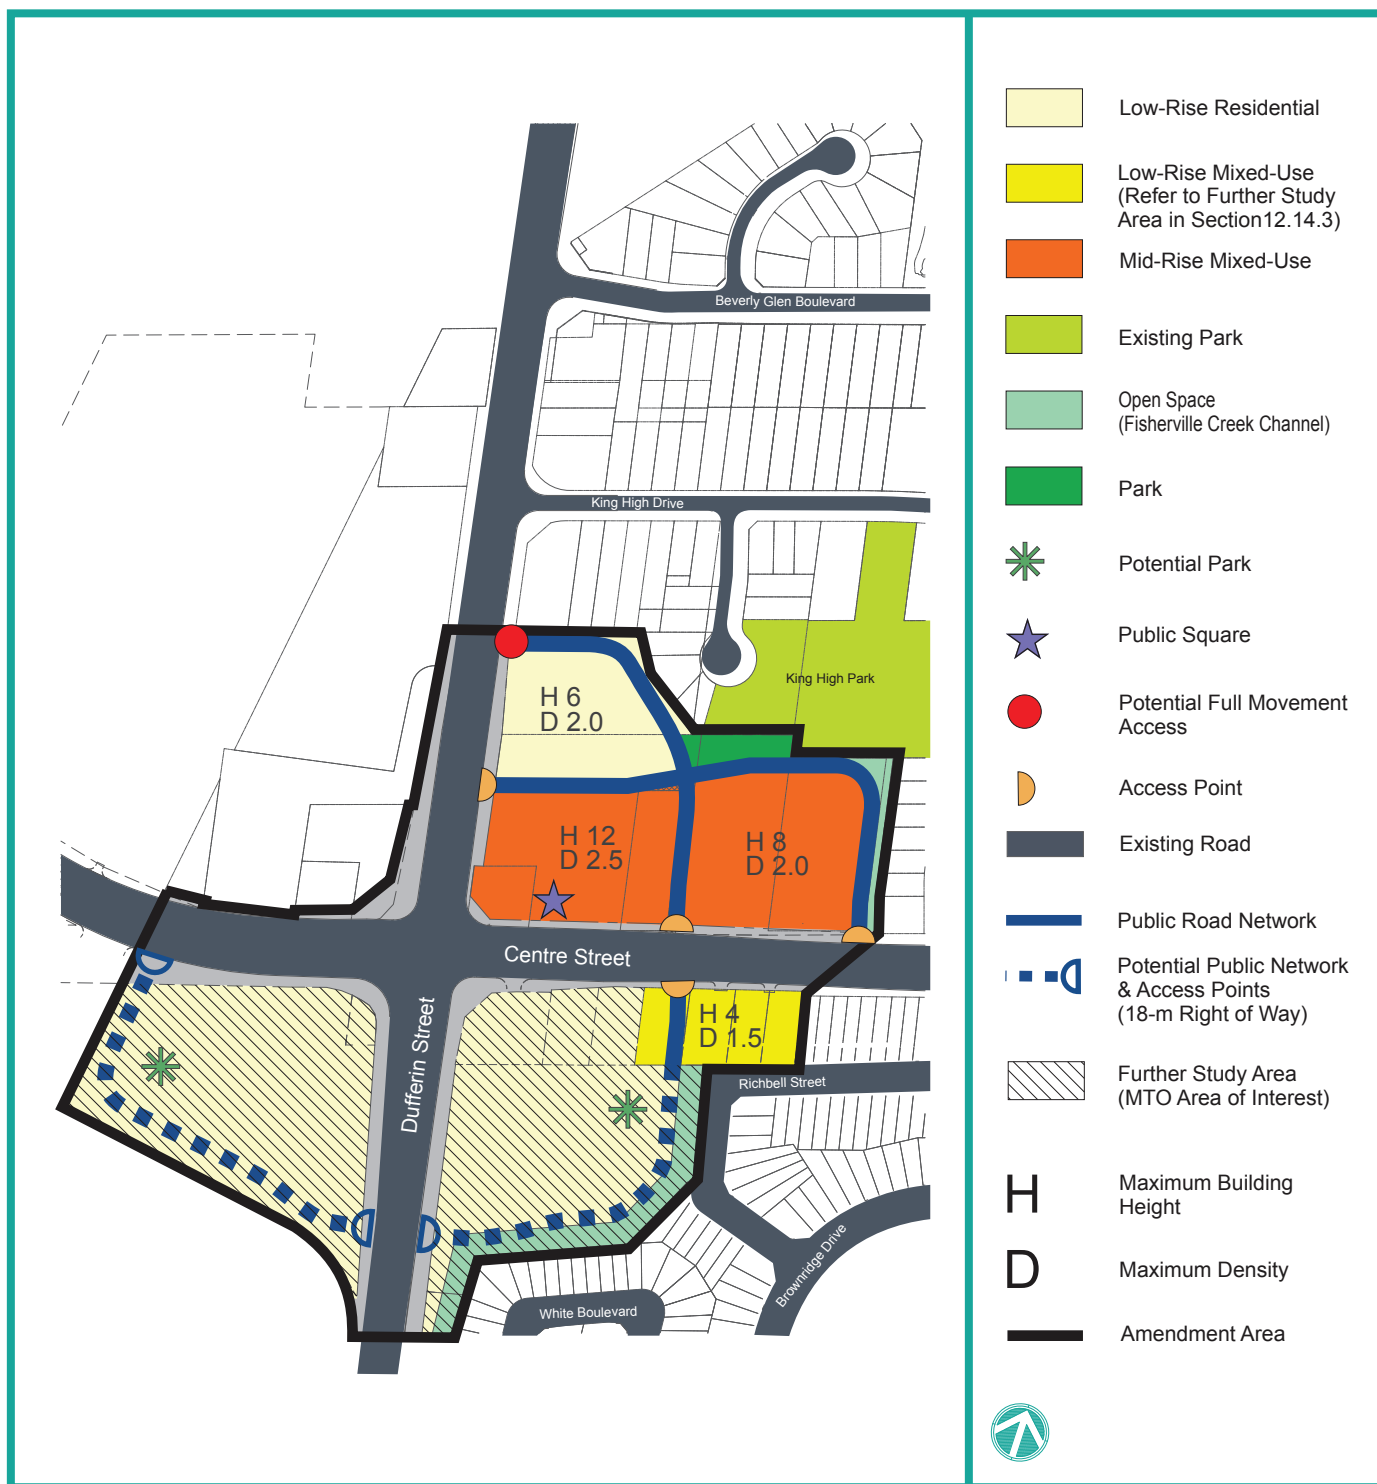 Beverly Glen Boulevard
King High Drive
King High Park
H 6
D 2.0
H 12
D 2.5
H 8
D 2.0
Centre Street
H 4
D 1.5
Dufferin Street
Richbell Street
Brownridge Drive
White Boulevard
Low-Rise Residential
Low-Rise Mixed-Use
(Refer to Further Study
Area in Section12.14.3)
Mid-Rise Mixed-Use
Existing Park
Open Space
(Fisherville Creek Channel)
Park
Potential Park
Public Square
Potential Full Movement
Access
Access Point
Existing Road
Public Road Network
Potential Public Network
& Access Points
(18-m Right of Way)
Further Study Area
(MTO Area of Interest)
H
Maximum Building
Height
D
Maximum Density
Amendment Area